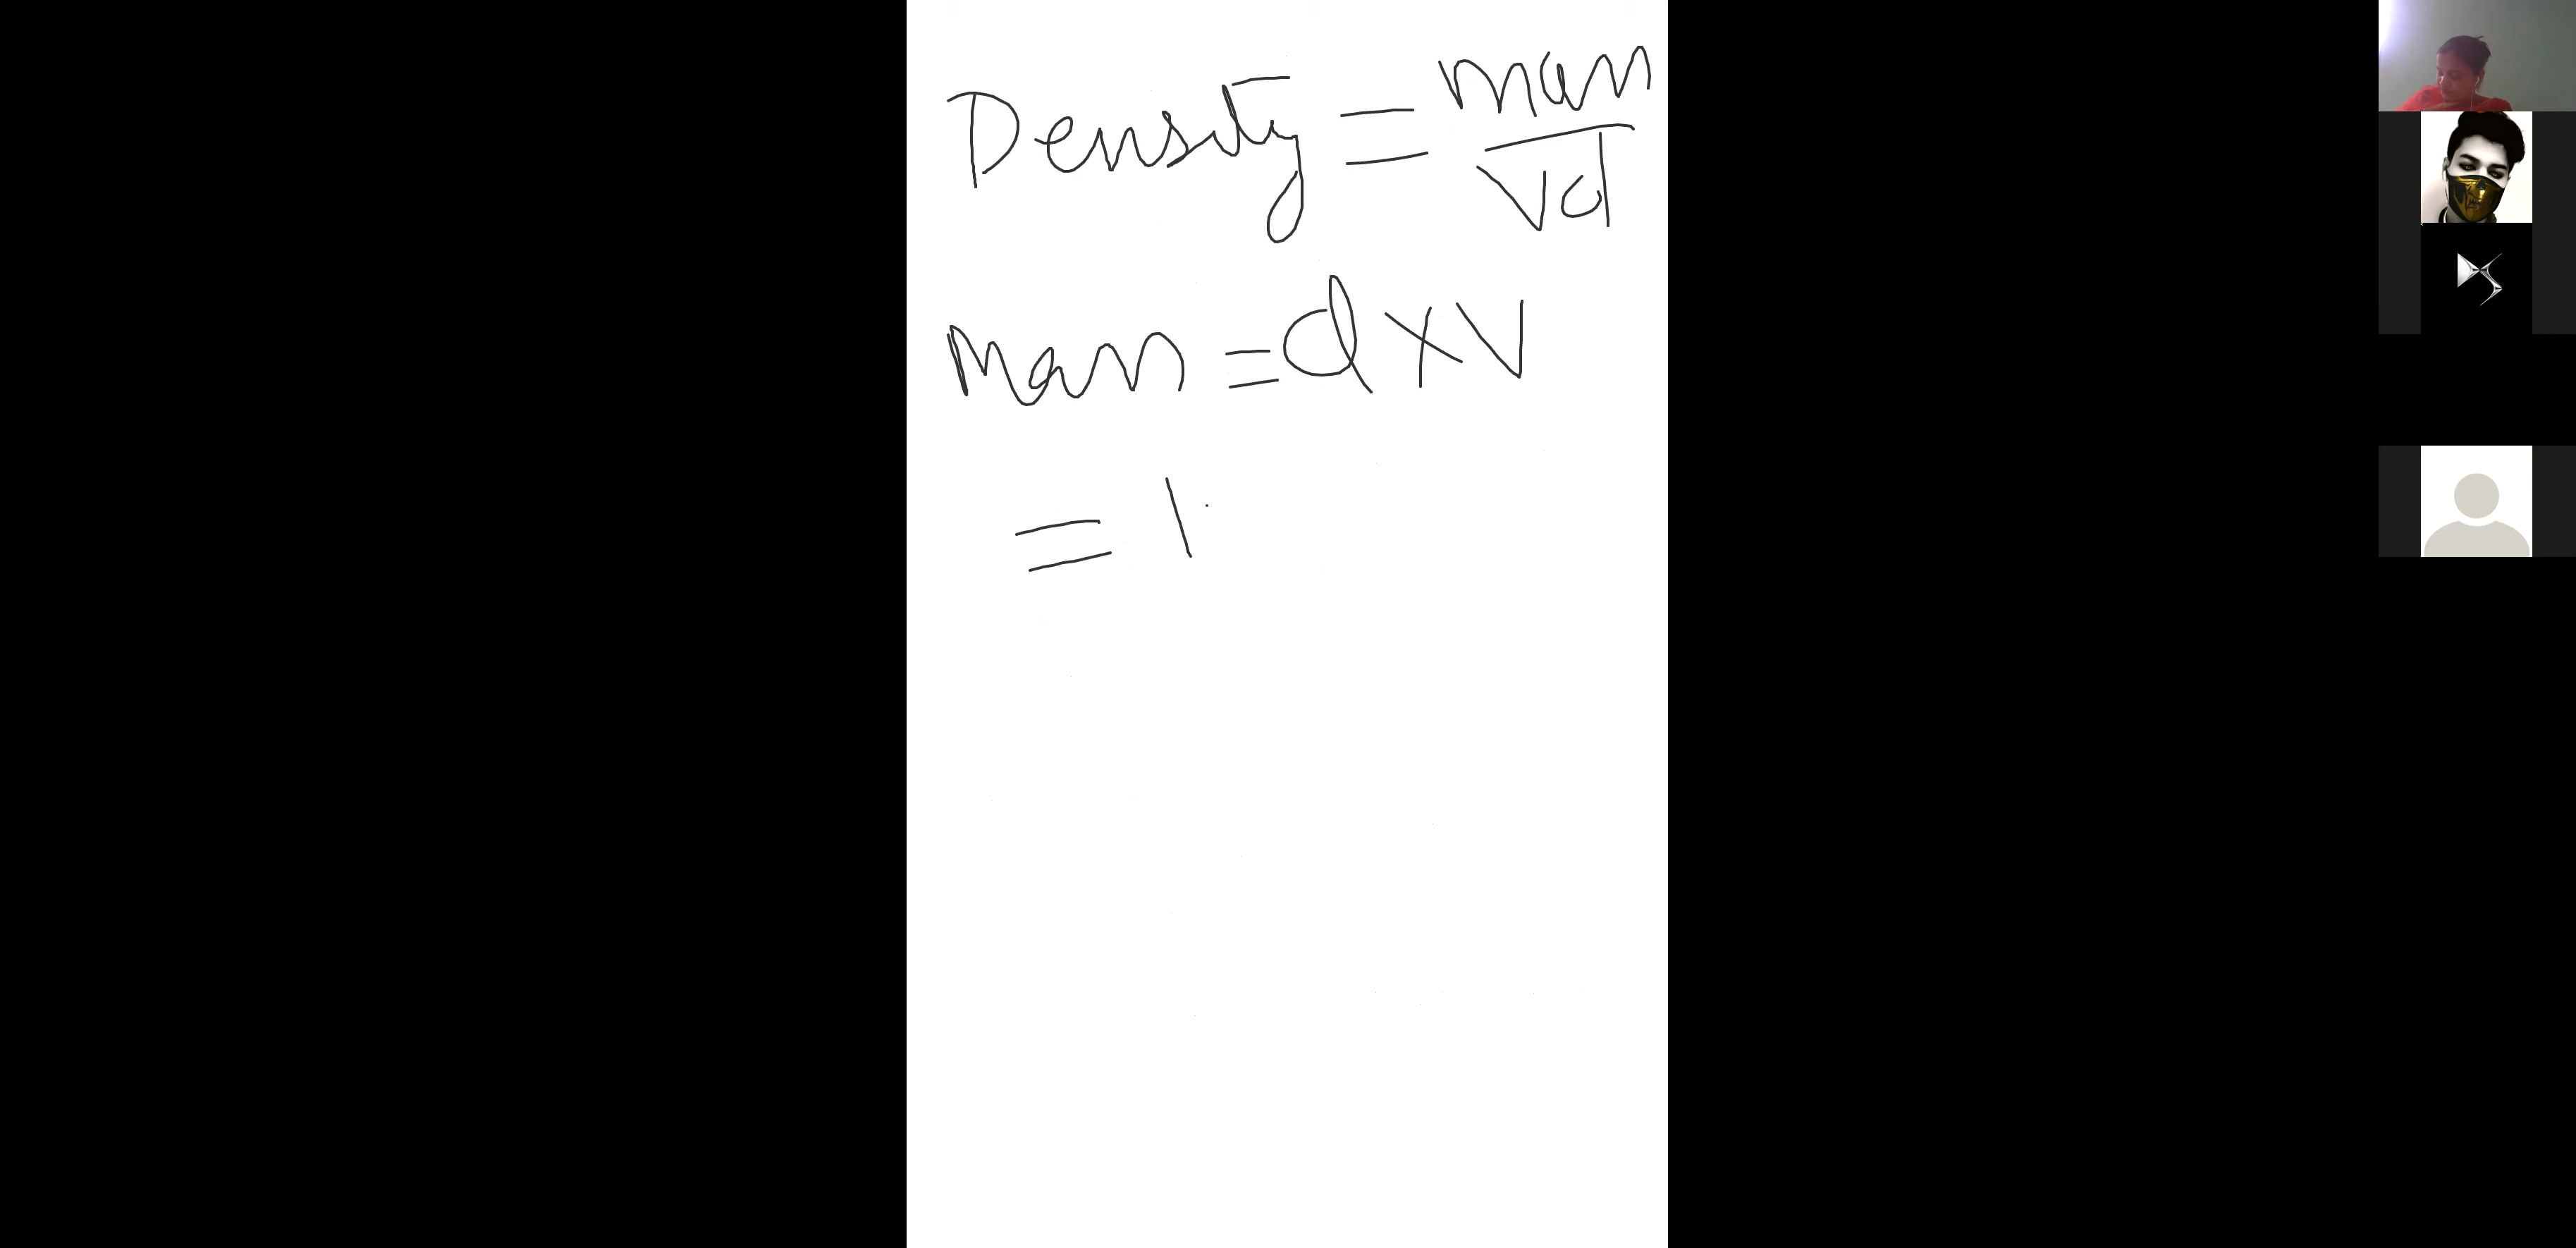 Density = mass
Vol
Mass = d x V
= 1.